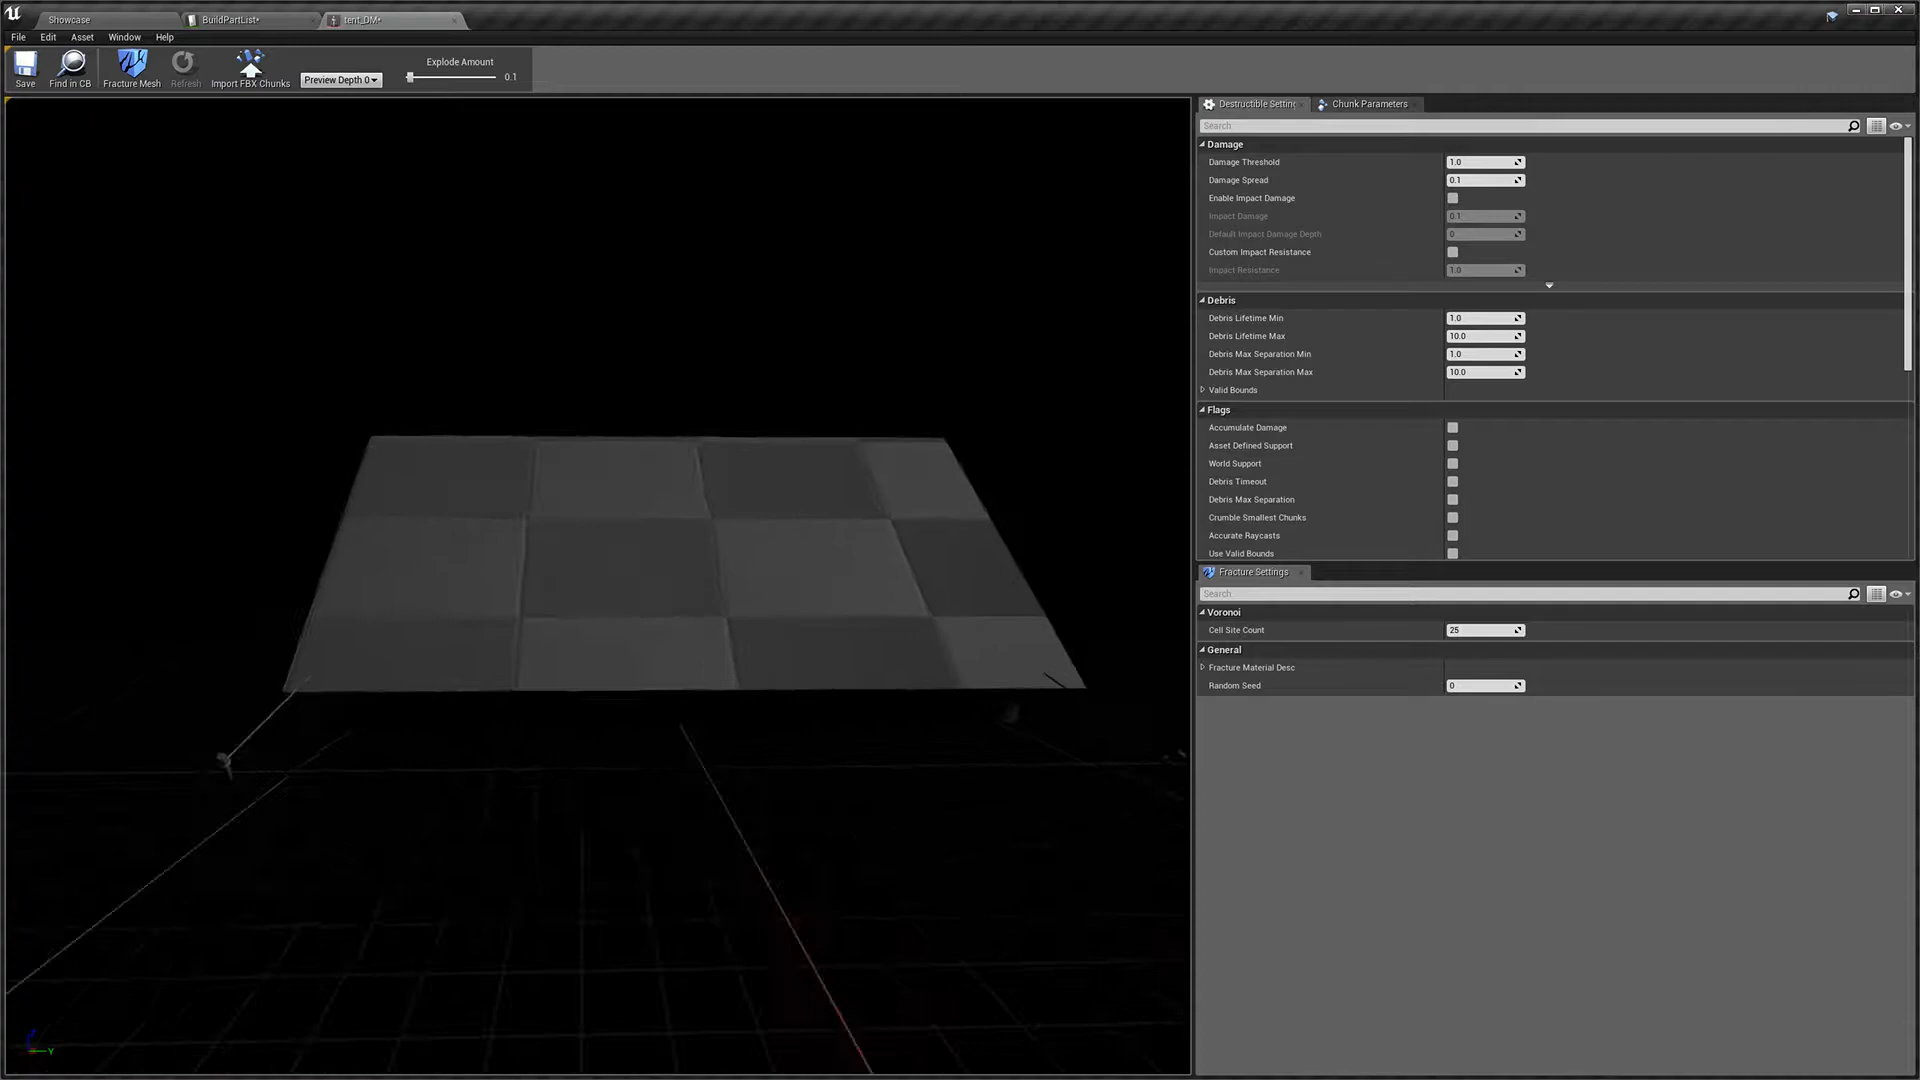 Showcase
BuildPartList*
tent_DM*
File Edit Asset Window Help
Save
Find in CB
Fracture Mesh
Refresh
Import FBX Chunks
Preview Depth 0
Explode Amount
0.1
Destructible Setting
Chunk Parameters
Search
Damage
Damage Threshold 1.0
Damage Spread 0.1
Enable Impact Damage
Impact Damage 0.1
Default Impact Damage Depth 0
Custom Impact Resistance
Impact Resistance 1.0
Debris
Debris Lifetime Min 1.0
Debris Lifetime Max 10.0
Debris Max Separation Min 1.0
Debris Max Separation Max 10.0
Valid Bounds
Flags
Accumulate Damage
Asset Defined Support
World Support
Debris Timeout
Debris Max Separation
Crumble Smallest Chunks
Accurate Raycasts
Use Valid Bounds
Fracture Settings
Search
Voronoi
Cell Site Count 25
General
Fracture Material Desc
Random Seed 0
Y